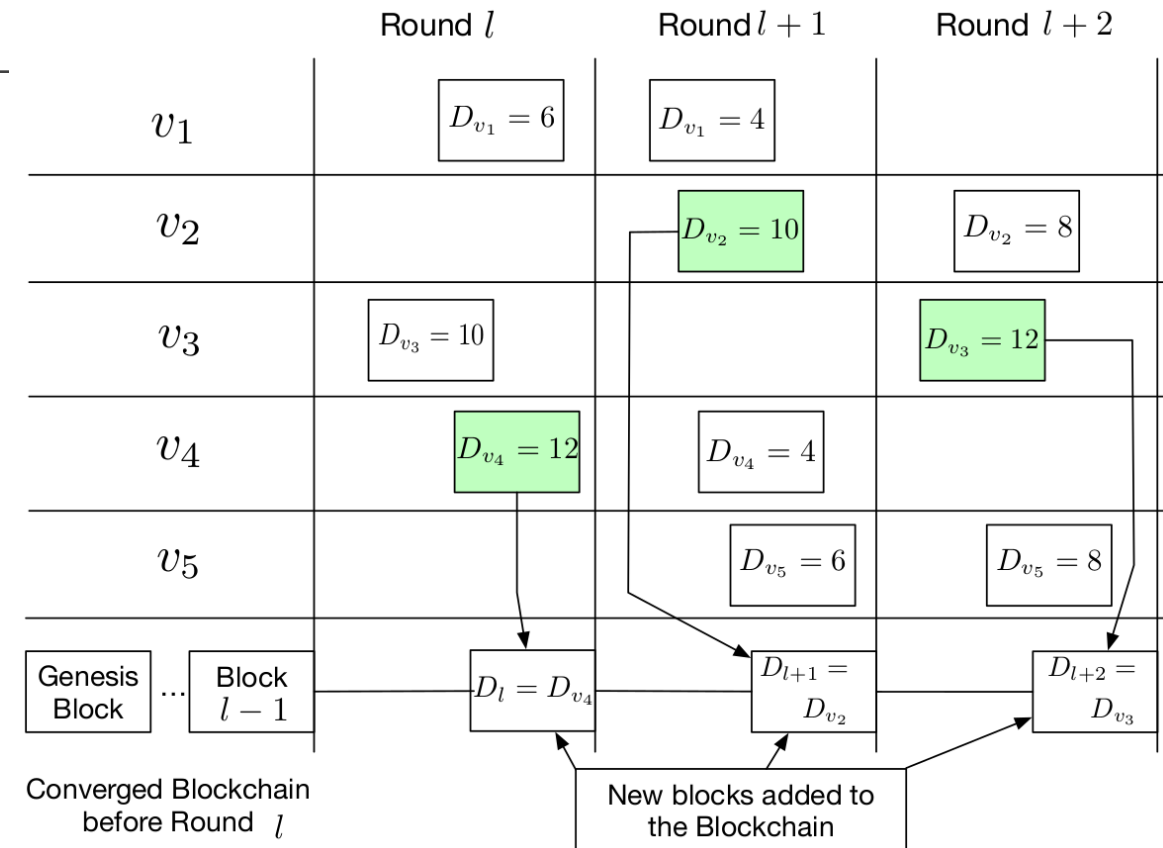 Round l
Round l + 1
Round l + 2
v₁
D_{v₁} = 6
D_{v₁} = 4
v₂
D_{v₂} = 10
D_{v₂} = 8
v₃
D_{v₃} = 10
D_{v₃} = 12
v₄
D_{v₄} = 12
D_{v₄} = 4
v₅
D_{v₅} = 6
D_{v₅} = 8
Genesis
Block
...
Block
l − 1
D_l = D_{v₄}
D_{l+1} =
D_{v₂}
D_{l+2} =
D_{v₃}
Converged Blockchain
before Round l
New blocks added to
the Blockchain